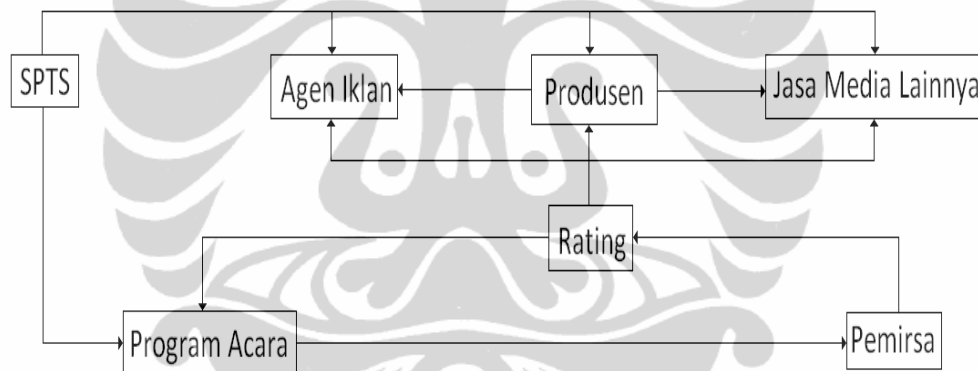 SPTS
Agen Iklan
Produsen
Jasa Media Lainnya
Rating
Program Acara
Pemirsa